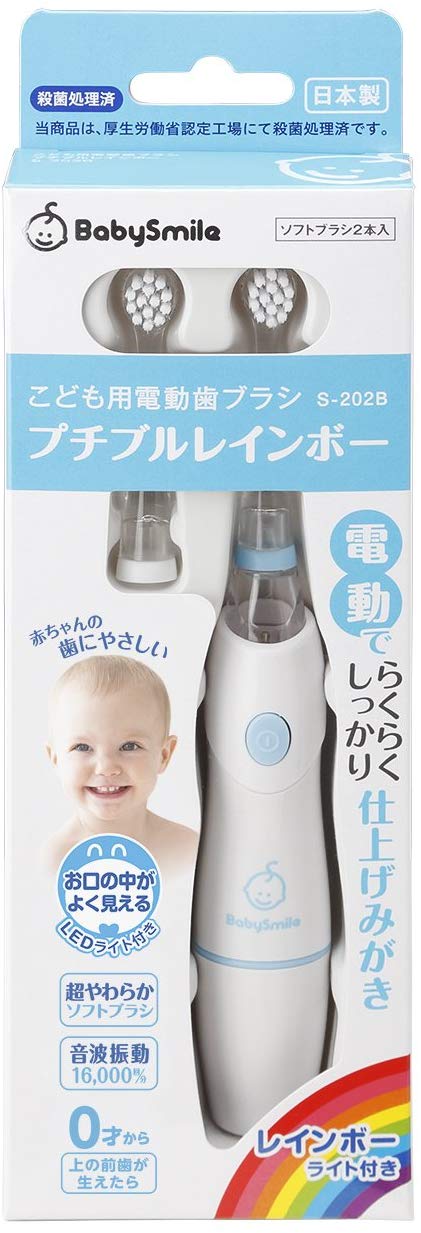 殺菌処理済
日本製
当商品は、厚生労働省認定工場にて殺菌処理済です。
BabySmile
ソフトブラシ2本入
こども用電動歯ブラシ S-202B
プチブルレインボー
電動で
らくらく
しっかり
仕上げみがき
赤ちゃんの
歯にやさしい
お口の中が
よく見える
LEDライト付き
BabySmile
超やわらか
ソフトブラシ
音波振動
16,000回/分
0才から
上の前歯が
生えたら
レインボー
ライト付き